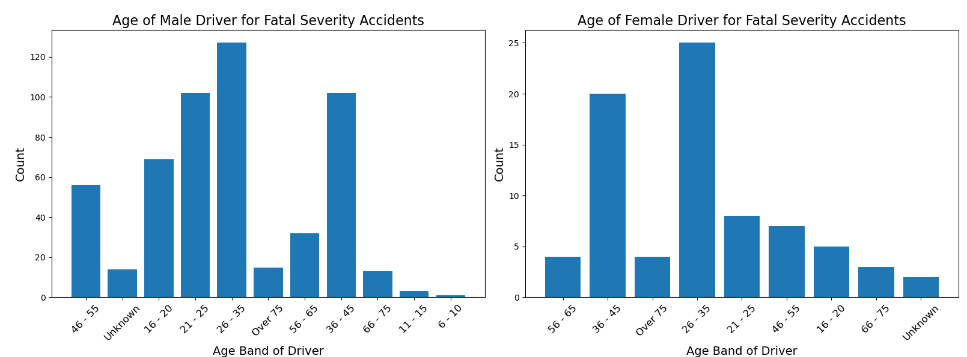 Age of Male Driver for Fatal Severity Accidents
Count
120
100
80
60
40
20
0
46 - 55
Unknown
16 - 20
21 - 25
26 - 35
Over 75
56 - 65
36 - 45
66 - 75
11 - 15
6 - 10
Age Band of Driver
Age of Female Driver for Fatal Severity Accidents
Count
25
20
15
10
5
0
56 - 65
36 - 45
Over 75
26 - 35
21 - 25
46 - 55
16 - 20
66 - 75
Unknown
Age Band of Driver